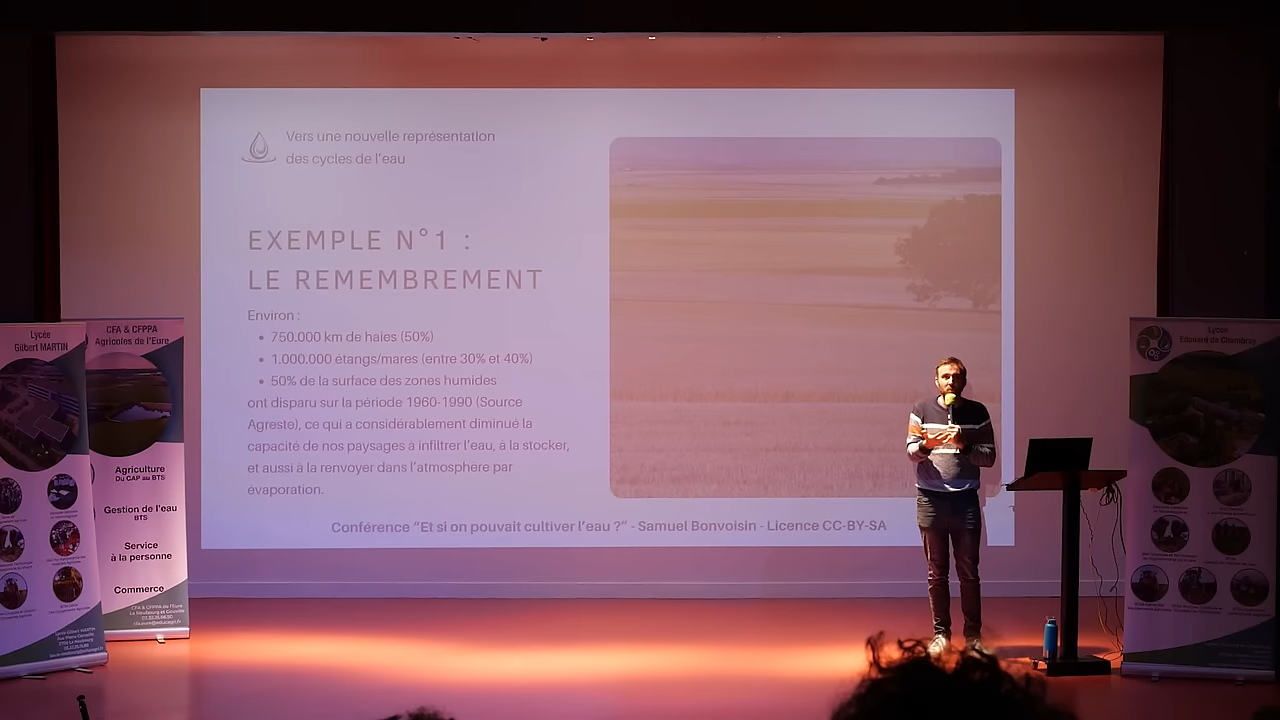 Vers une nouvelle représentation
des cycles de l'eau
EXEMPLE N°1 :
LE REMEMBREMENT
Environ :
• 750.000 km de haies (50%)
• 1.000.000 étangs/mares (entre 30% et 40%)
• 50% de la surface des zones humides
ont disparu sur la période 1960-1990 (Source
Agreste), ce qui a considérablement diminué la
capacité de nos paysages à infiltrer l'eau, à la stocker,
et aussi à la renvoyer dans l'atmosphere par
évaporation.
Conférence "Et si on pouvait cultiver l'eau ?" - Samuel Bonvoisin - Licence CC-BY-SA
Lycée
Gilbert MARTIN
CFA & CFPPA
Agricoles de l'Eure
Agriculture
Du CAP au BTS
Gestion de l'eau
BTS
Service
à la personne
Commerce
CFA & CFPPA de l'Eure
Lycée
Edouard de Chambray